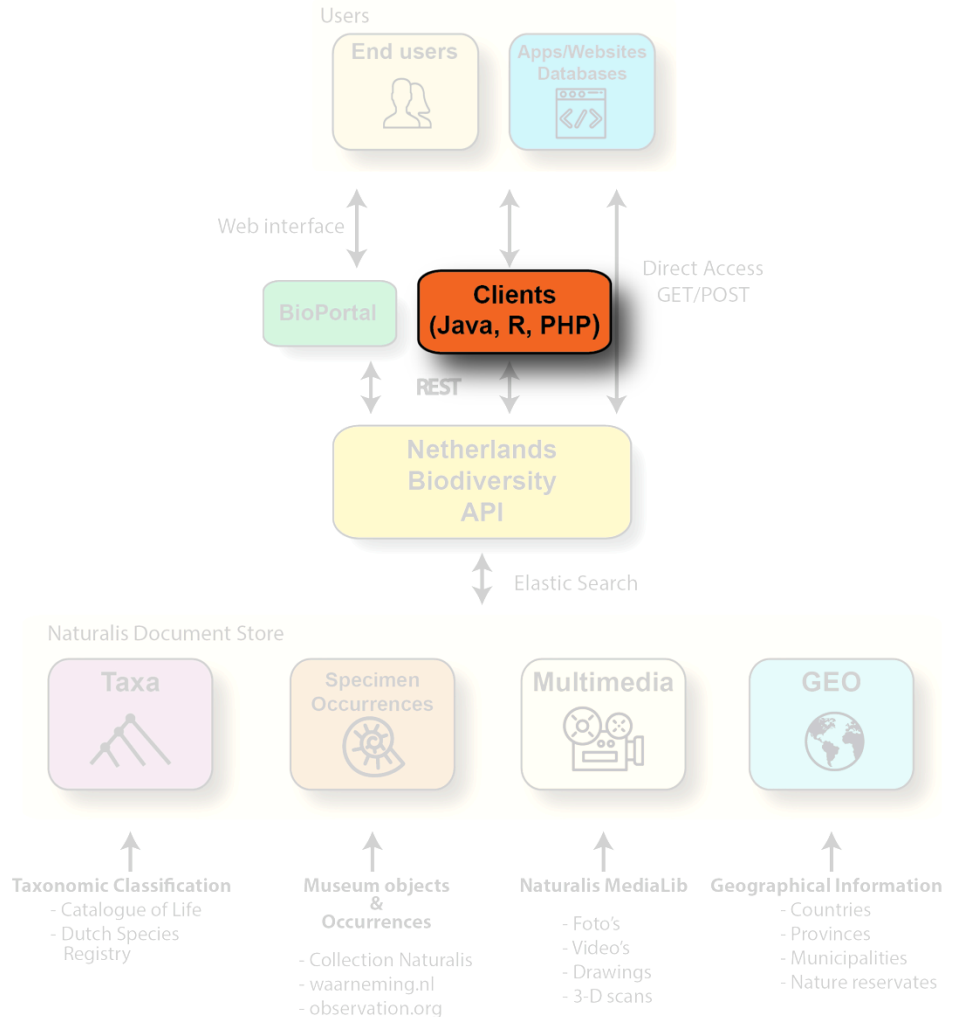 Users
End users
Apps/Websites
Databases
</>
Web interface
Direct Access
GET/POST
BioPortal
Clients
(Java, R, PHP)
REST
Netherlands
Biodiversity
API
Elastic Search
Naturalis Document Store
Taxa
Specimen
Occurrences
Multimedia
GEO
Taxonomic Classification
- Catalogue of Life
- Dutch Species
Registry
Museum objects
&
Occurrences
- Collection Naturalis
- waarneming.nl
- observation.org
Naturalis MediaLib
- Foto's
- Video's
- Drawings
- 3-D scans
Geographical Information
- Countries
- Provinces
- Municipalities
- Nature reservates